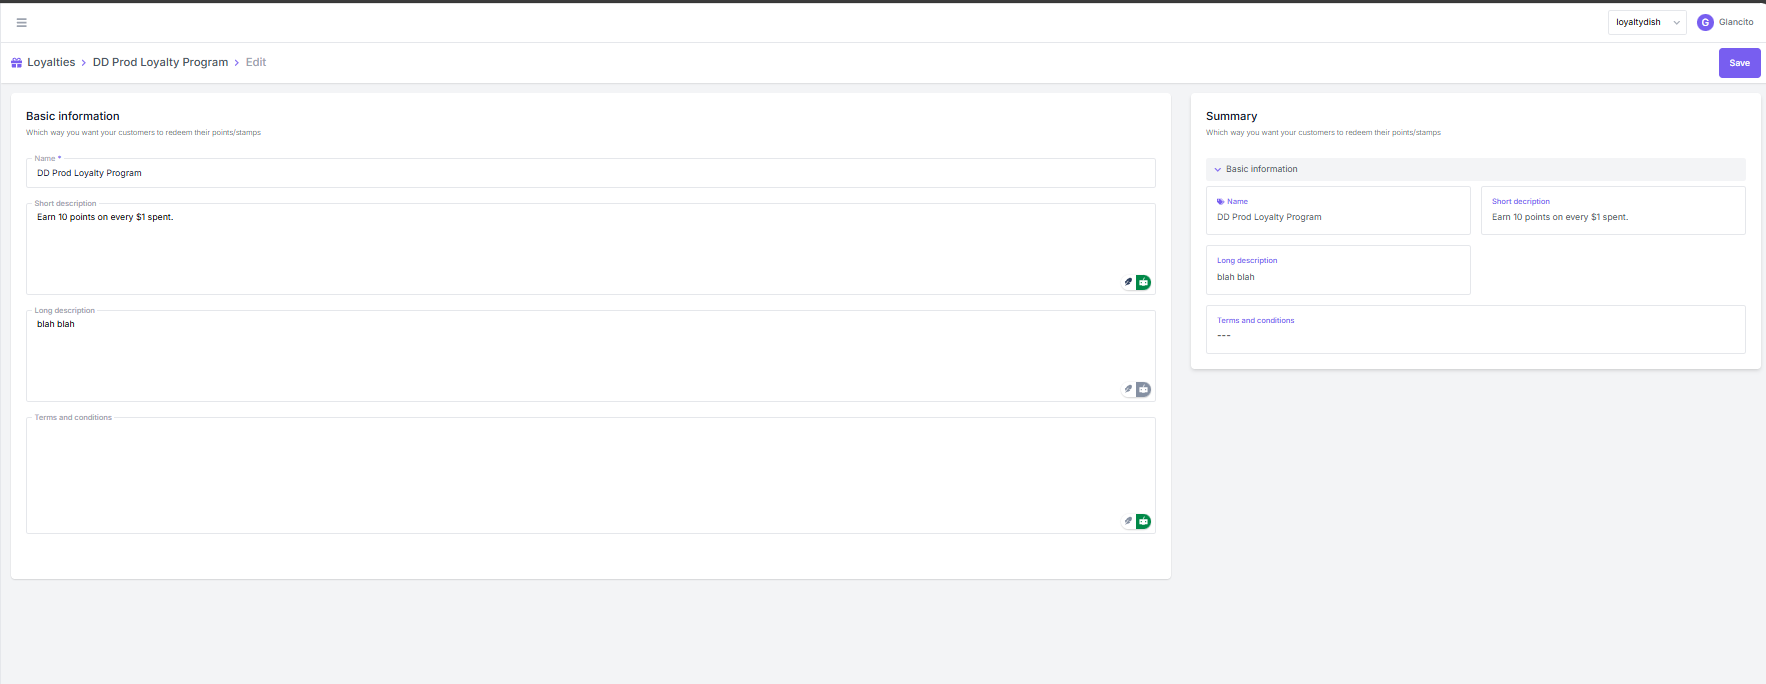 loyaltydish
G Glancito
Loyalties > DD Prod Loyalty Program > Edit
Save
Basic information
Which way you want your customers to redeem their points/stamps
Name *
DD Prod Loyalty Program
Short description
Earn 10 points on every $1 spent.
Long description
blah blah
Terms and conditions
Summary
Which way you want your customers to redeem their points/stamps
Basic information
Name
DD Prod Loyalty Program
Short decription
Earn 10 points on every $1 spent.
Long description
blah blah
Terms and conditions
---